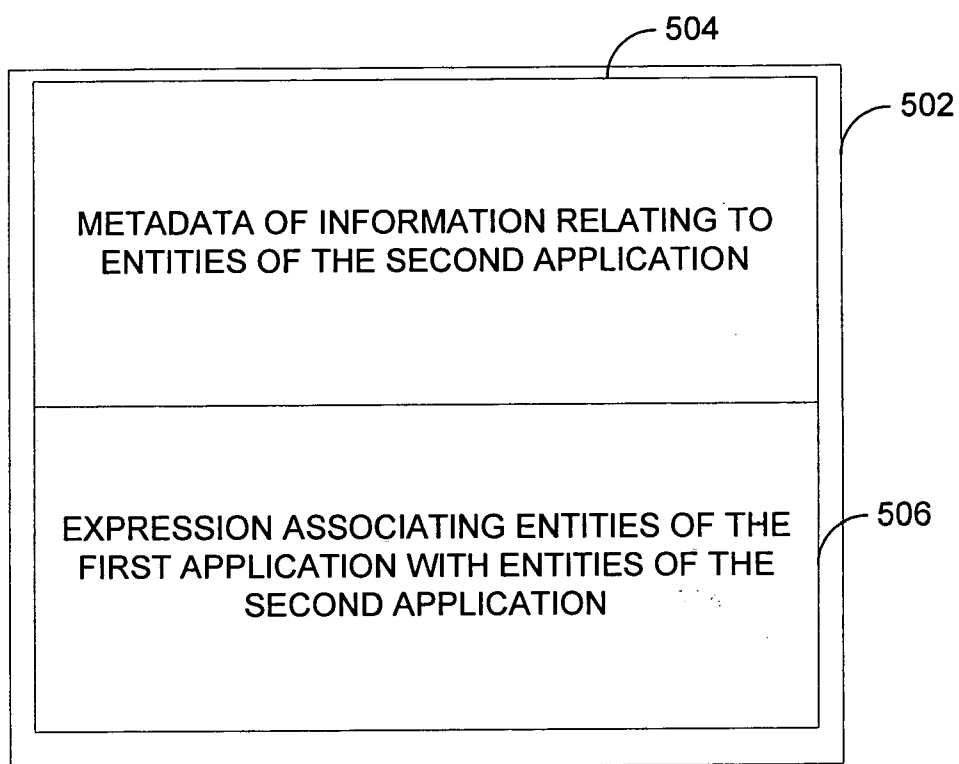 504
502
METADATA OF INFORMATION RELATING TO
ENTITIES OF THE SECOND APPLICATION
EXPRESSION ASSOCIATING ENTITIES OF THE
FIRST APPLICATION WITH ENTITIES OF THE
SECOND APPLICATION
506